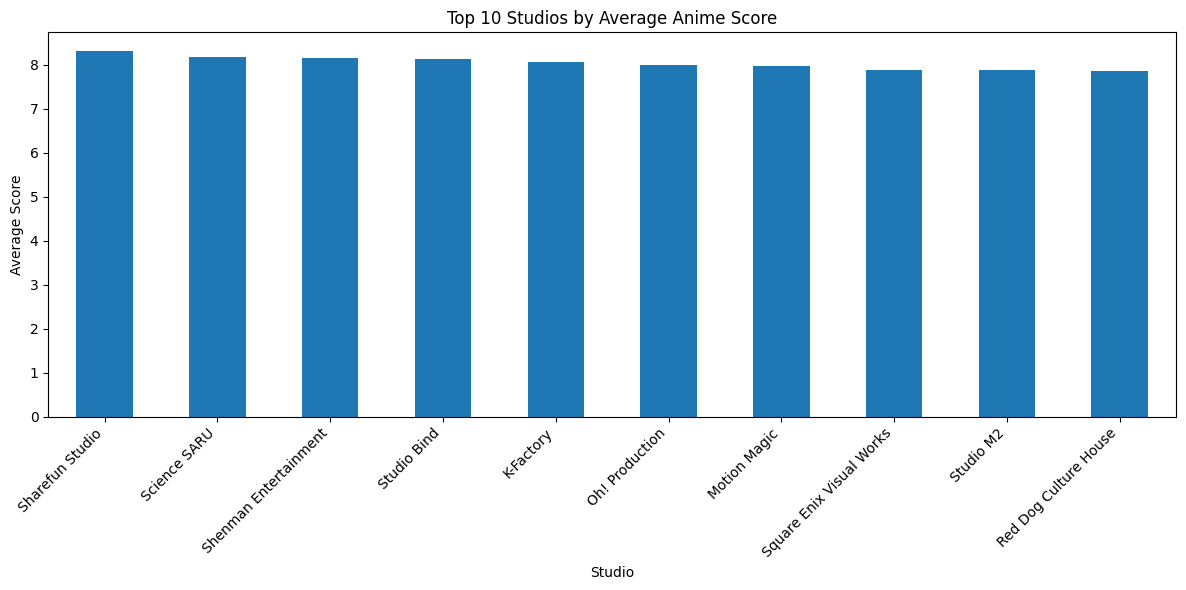 Top 10 Studios by Average Anime Score
Average Score
8
7
6
5
4
3
2
1
0
Sharefun Studio
Science SARU
Shenman Entertainment
Studio Bind
K-Factory
Oh! Production
Motion Magic
Square Enix Visual Works
Studio M2
Red Dog Culture House
Studio